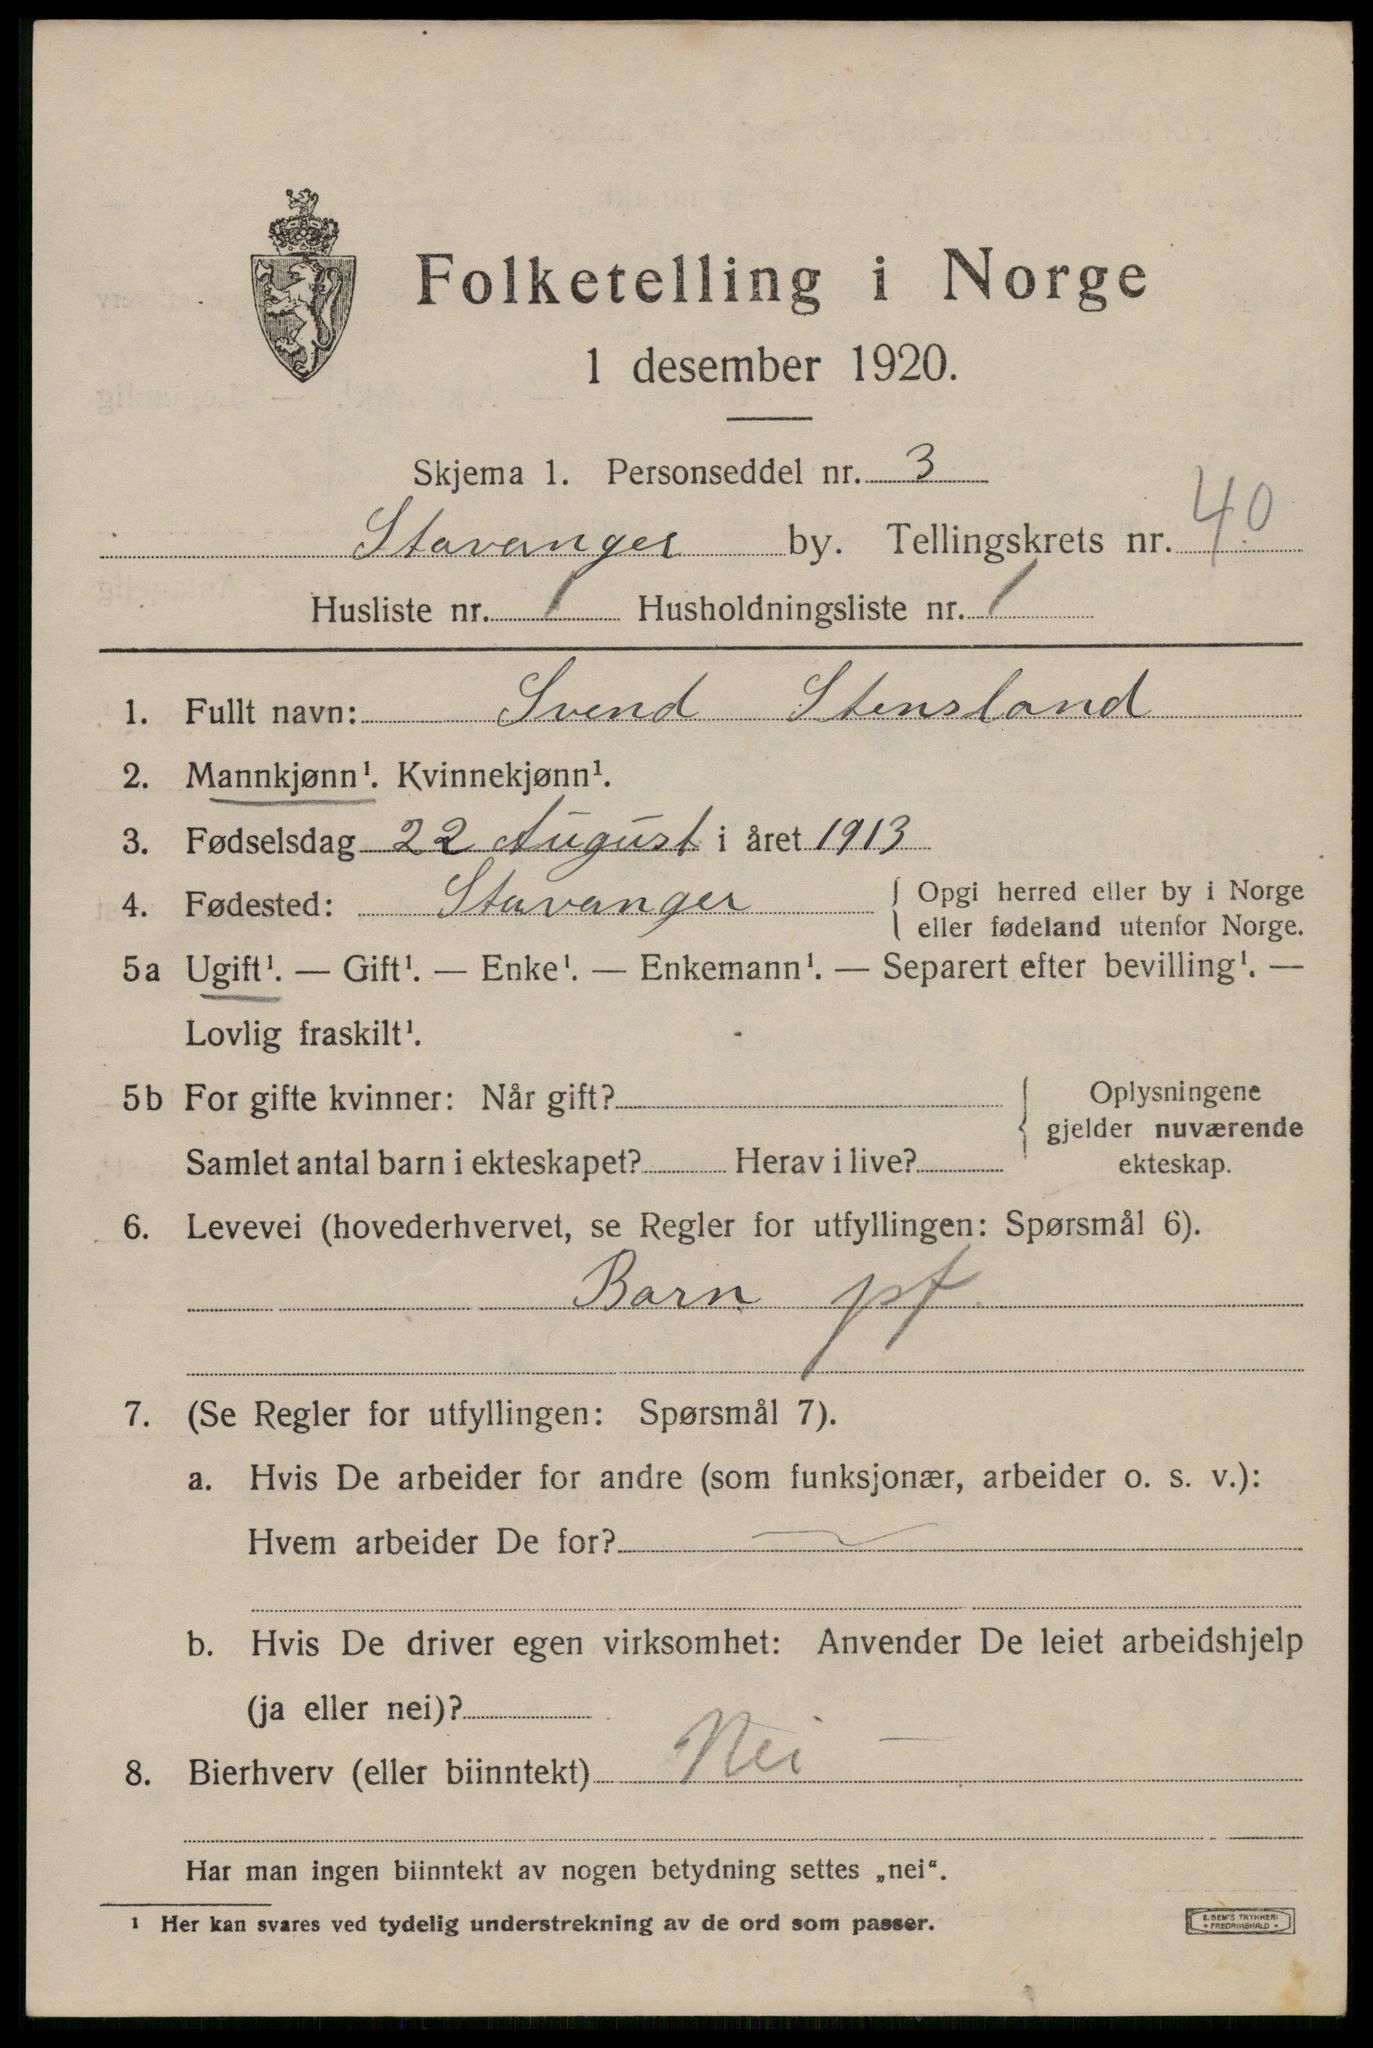 Folketelling i Norge
1 desember 1920.
Skjema 1. Personseddel nr. 3
Stavanger by. Tellingskrets nr. 40
Husliste nr. 1 Husholdningsliste nr. 1
1. Fullt navn: Svend Stensland
2. Mannkjønn¹. Kvinnekjønn¹.
3. Fødselsdag 22 August i året 1913
4. Fødested: Stavanger { Opgi herred eller by i Norge
eller fødeland utenfor Norge.
5a Ugift¹. — Gift¹. — Enke¹. — Enkemann¹. — Separert efter bevilling¹. —
Lovlig fraskilt¹.
5b For gifte kvinner: Når gift? { Oplysningene
gjelder nuværende
Samlet antal barn i ekteskapet? Herav i live? ekteskap.
6. Levevei (hovederhvervet, se Regler for utfyllingen: Spørsmål 6).
Barn pf.
7. (Se Regler for utfyllingen: Spørsmål 7).
a. Hvis De arbeider for andre (som funksjonær, arbeider o. s. v.):
Hvem arbeider De for?
b. Hvis De driver egen virksomhet: Anvender De leiet arbeidshjelp
(ja eller nei)?
8. Bierhverv (eller biinntekt) Nei —
Har man ingen biinntekt av nogen betydning settes „nei“.
¹ Her kan svares ved tydelig understrekning av de ord som passer.
E. SEM'S TRYKKERI
• FREDRIKSHALD •